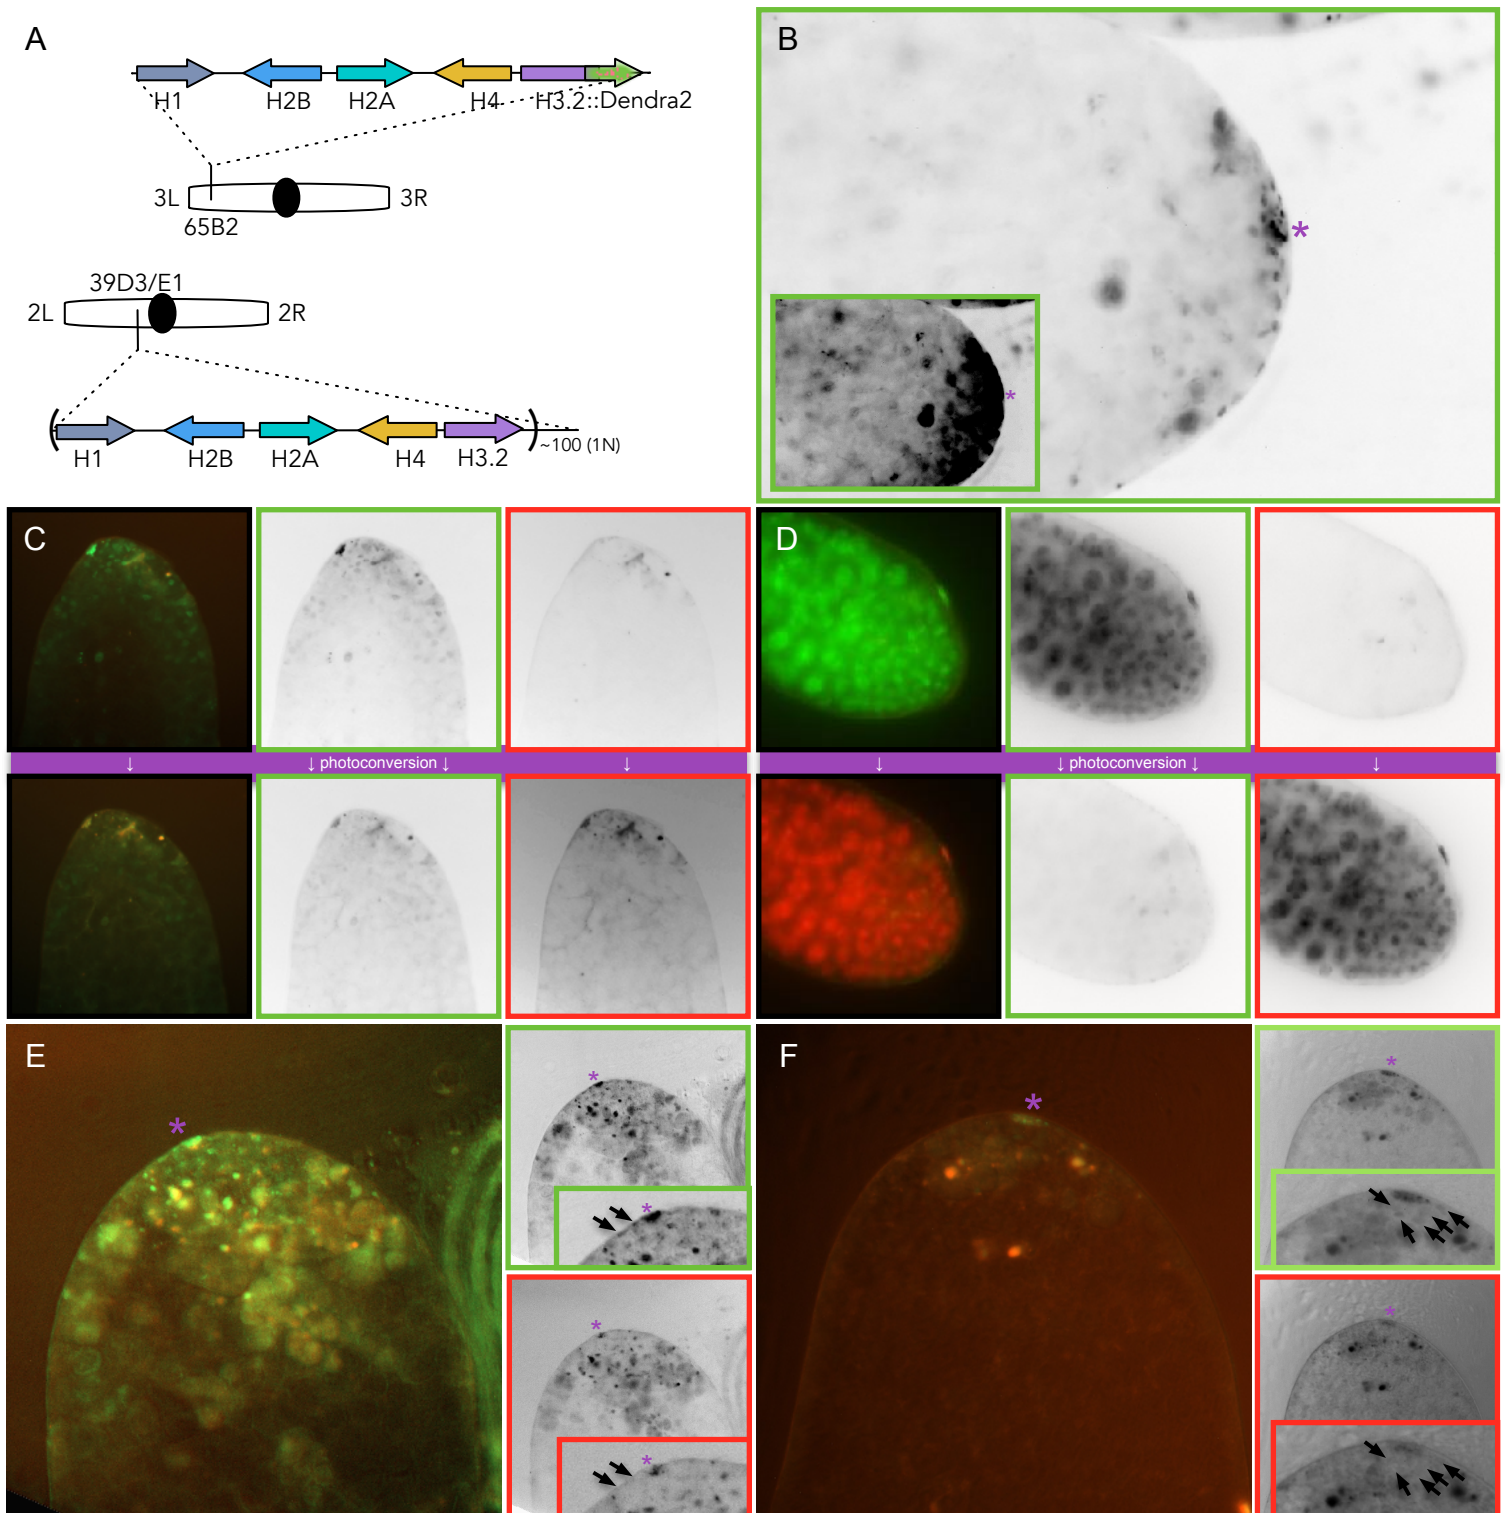 A
H1 H2B H2A H4 H3.2::Dendra2
3L 3R
65B2
39D3/E1
2L 2R
H1 H2B H2A H4 H3.2
( ) ~100 (1N)
B
*
*
C
↓ ↓ photoconversion ↓ ↓
D
↓ ↓ photoconversion ↓ ↓
E
*
*
*
*
*
F
*
*
*